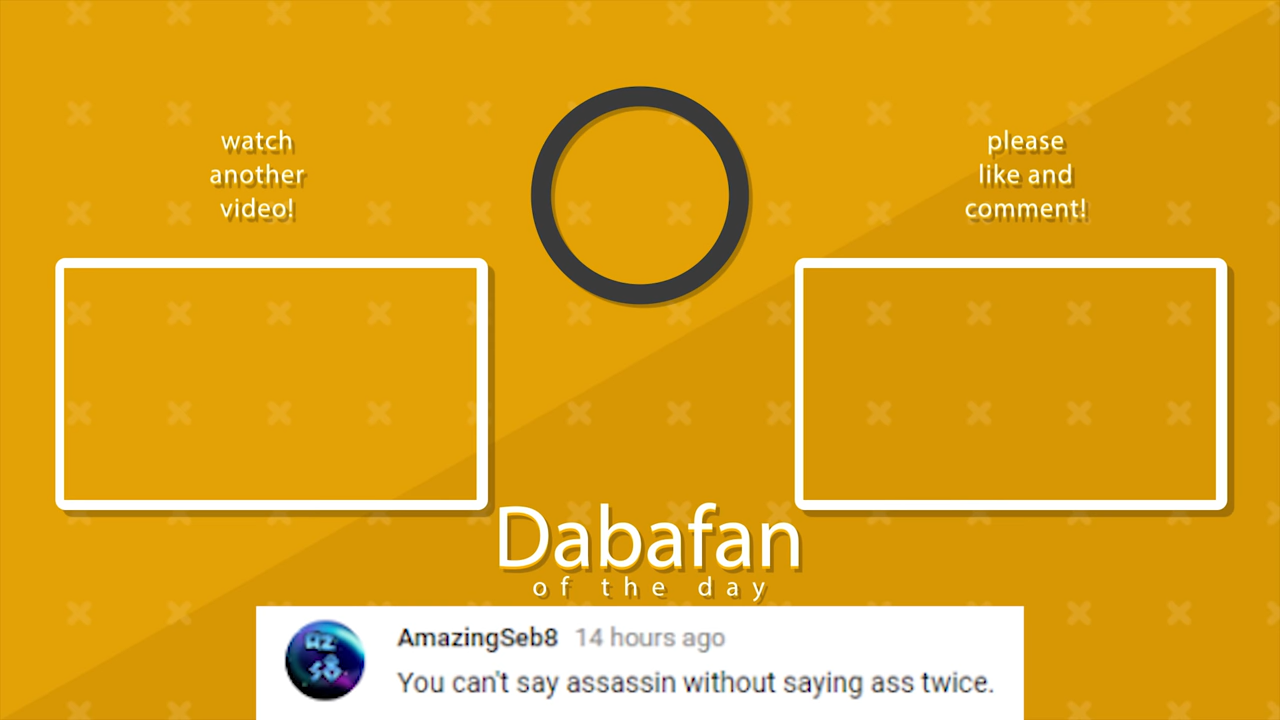 watch
another
video!
please
like and
comment!
Dabafan
of the day
AmazingSeb8 14 hours ago
You can't say assassin without saying ass twice.